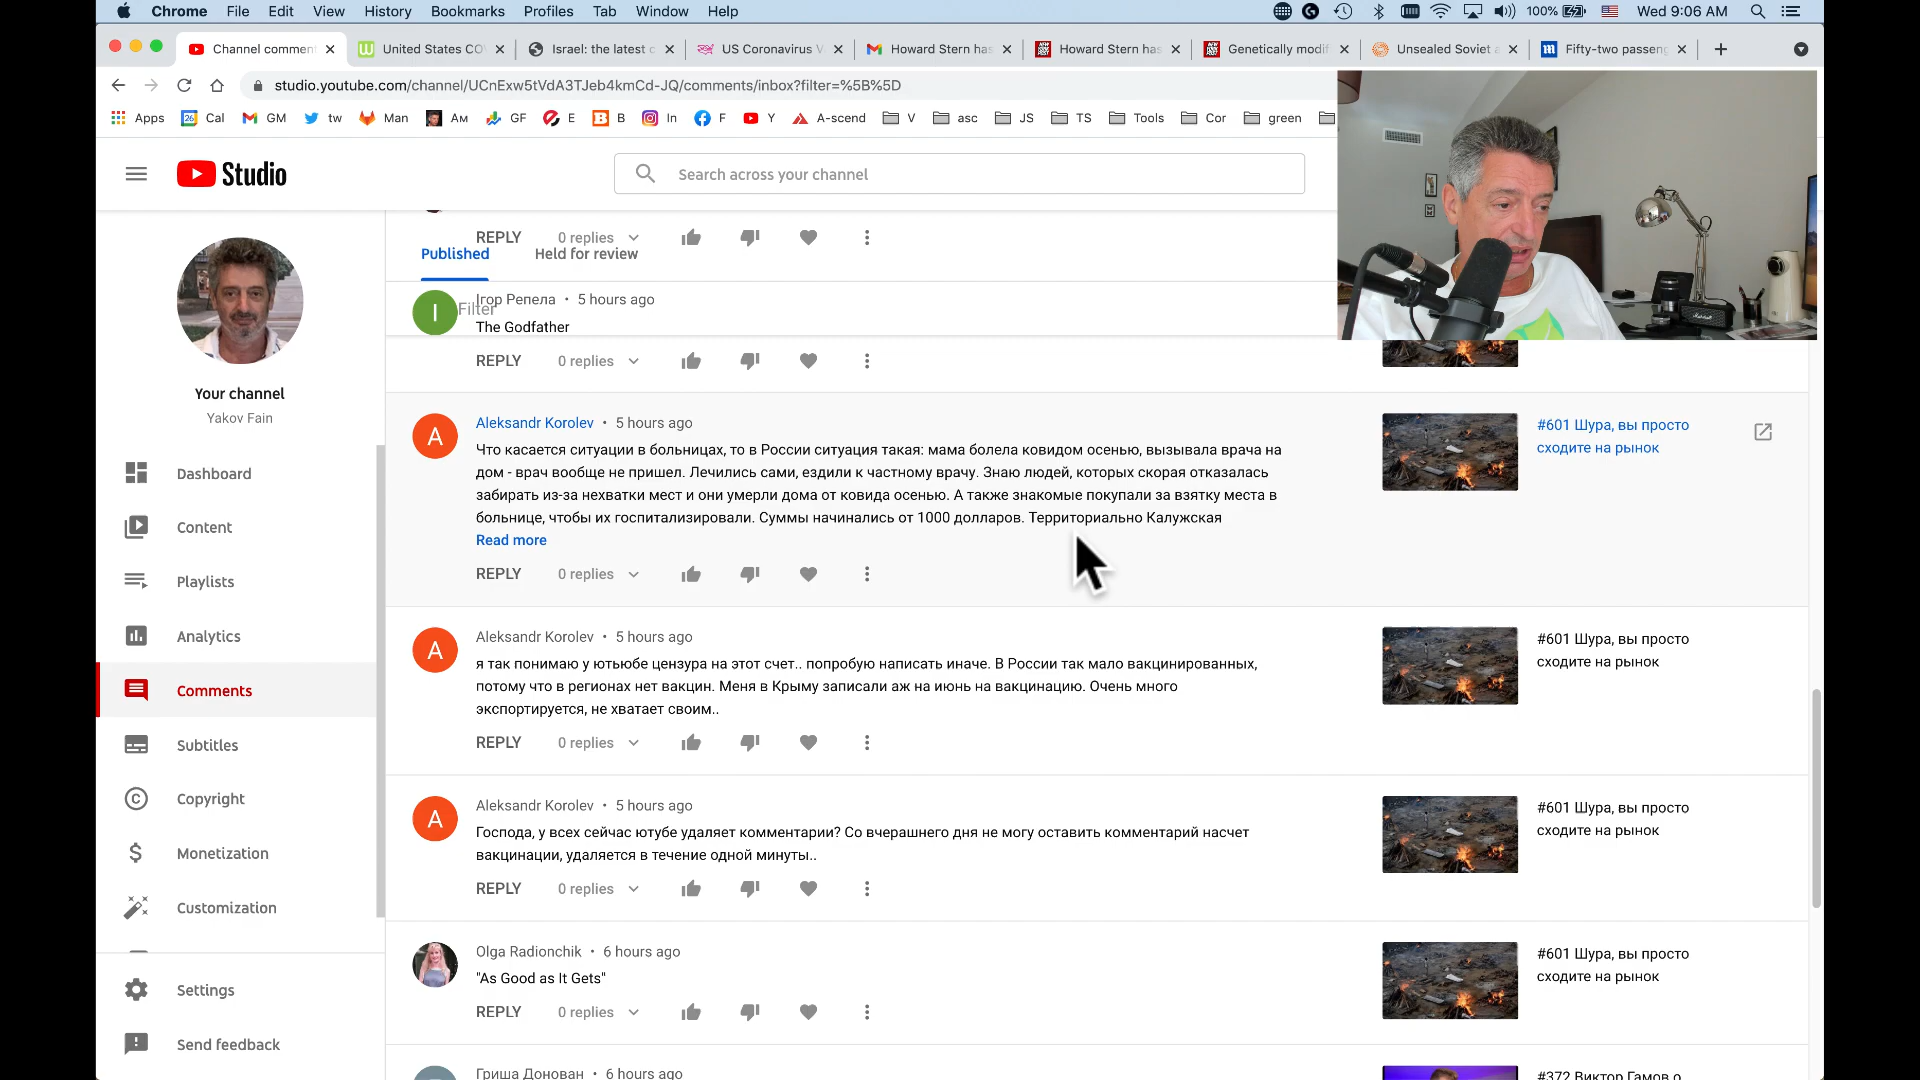 Chrome File Edit View History Bookmarks Profiles Tab Window Help 100% Wed 9:06 AM
Channel comment United States CO Israel: the latest c US Coronavirus V Howard Stern has Howard Stern has Genetically modif Unsealed Soviet a Fifty-two passeng
studio.youtube.com/channel/UCnExw5tVdA3TJeb4kmCd-JQ/comments/inbox?filter=%5B%5D
Apps Cal GM tw Man Aм GF E B In F Y A-scend V asc JS TS Tools Cor green
Studio
Search across your channel
Your channel
Yakov Fain
Dashboard
Content
Playlists
Analytics
Comments
Subtitles
Copyright
Monetization
Customization
Settings
Send feedback
REPLY 0 replies
Published Held for review
Ігор Репела • 5 hours ago
Filter
The Godfather
REPLY 0 replies
Aleksandr Korolev • 5 hours ago
Что касается ситуации в больницах, то в России ситуация такая: мама болела ковидом осенью, вызывала врача на
дом - врач вообще не пришел. Лечились сами, ездили к частному врачу. Знаю людей, которых скорая отказалась
забирать из-за нехватки мест и они умерли дома от ковида осенью. А также знакомые покупали за взятку места в
больнице, чтобы их госпитализировали. Суммы начинались от 1000 долларов. Территориально Калужская
Read more
REPLY 0 replies
#601 Шура, вы просто
сходите на рынок
Aleksandr Korolev • 5 hours ago
я так понимаю у ютьюбе цензура на этот счет.. попробую написать иначе. В России так мало вакцинированных,
потому что в регионах нет вакцин. Меня в Крыму записали аж на июнь на вакцинацию. Очень много
экспортируется, не хватает своим..
REPLY 0 replies
#601 Шура, вы просто
сходите на рынок
Aleksandr Korolev • 5 hours ago
Господа, у всех сейчас ютубе удаляет комментарии? Со вчерашнего дня не могу оставить комментарий насчет
вакцинации, удаляется в течение одной минуты..
REPLY 0 replies
#601 Шура, вы просто
сходите на рынок
Olga Radionchik • 6 hours ago
"As Good as It Gets"
REPLY 0 replies
#601 Шура, вы просто
сходите на рынок
Гриша Донован • 6 hours ago
#372 Виктор Гамов о